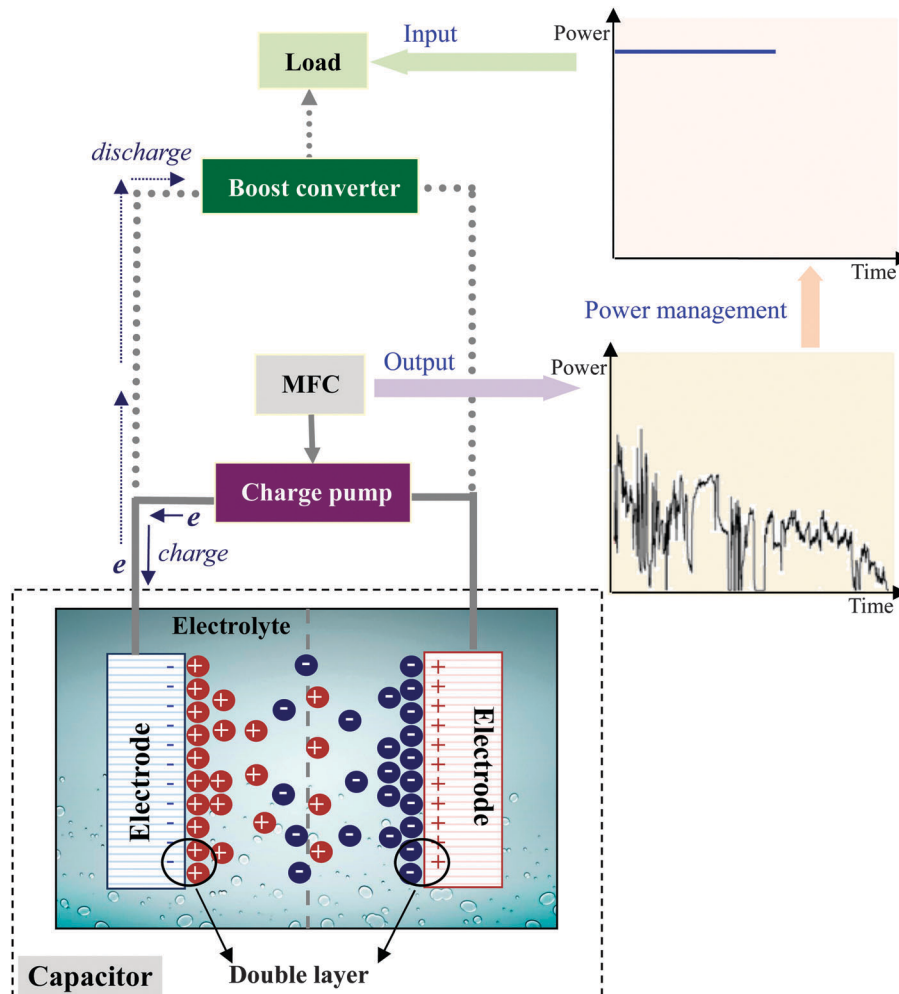 Input
Power
Load
discharge
Boost converter
Time
Power management
Output
Power
MFC
Charge pump
e
charge
e
Time
Electrolyte
Electrode
Electrode
Double layer
Capacitor